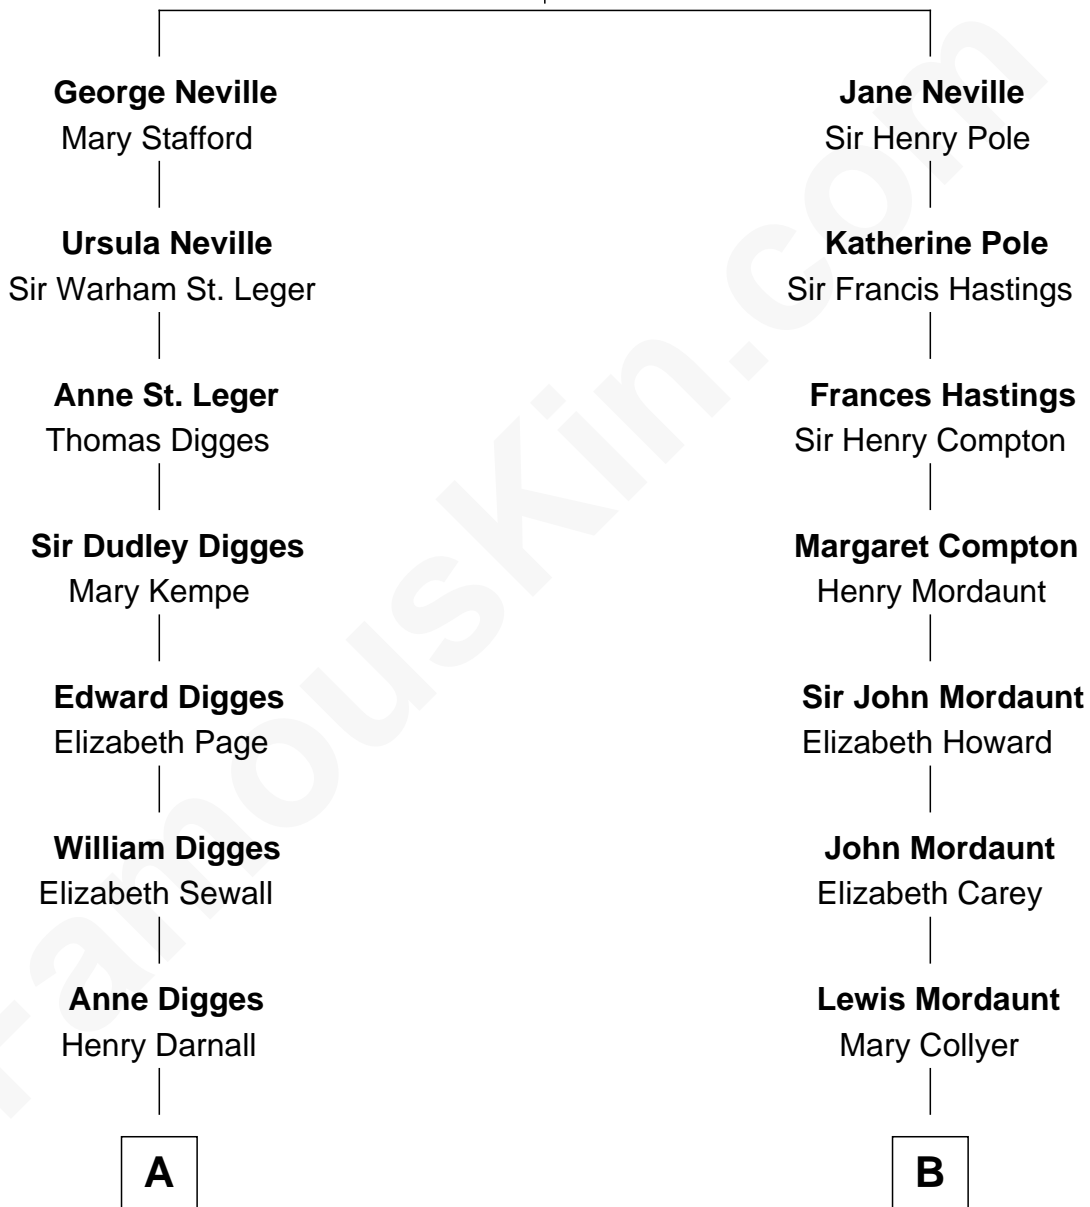 George Neville
Mary Stafford
Jane Neville
Sir Henry Pole
Ursula Neville
Sir Warham St. Leger
Katherine Pole
Sir Francis Hastings
Anne St. Leger
Thomas Digges
Frances Hastings
Sir Henry Compton
Sir Dudley Digges
Mary Kempe
Margaret Compton
Henry Mordaunt
Edward Digges
Elizabeth Page
Sir John Mordaunt
Elizabeth Howard
William Digges
Elizabeth Sewall
John Mordaunt
Elizabeth Carey
Anne Digges
Henry Darnall
Lewis Mordaunt
Mary Collyer
A
B
FamousKin.com